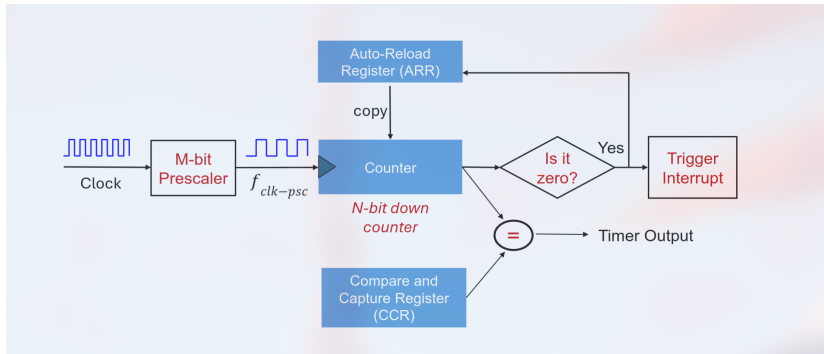 Auto-Reload
Register (ARR)
copy
Clock
M-bit
Prescaler
f_clk−psc
Counter
N-bit down
counter
Is it
zero?
Yes
Trigger
Interrupt
=
Timer Output
Compare and
Capture Register
(CCR)